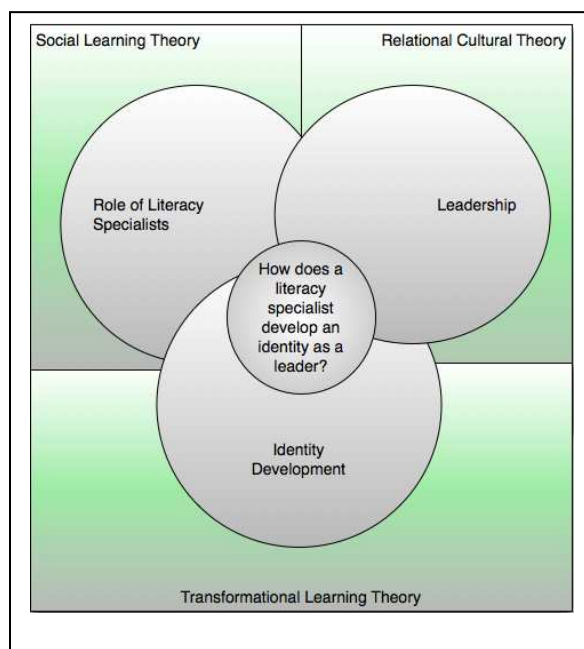 Social Learning Theory
Relational Cultural Theory
Role of Literacy
Specialists
Leadership
How does a
literacy
specialist
develop an
identity as a
leader?
Identity
Development
Transformational Learning Theory